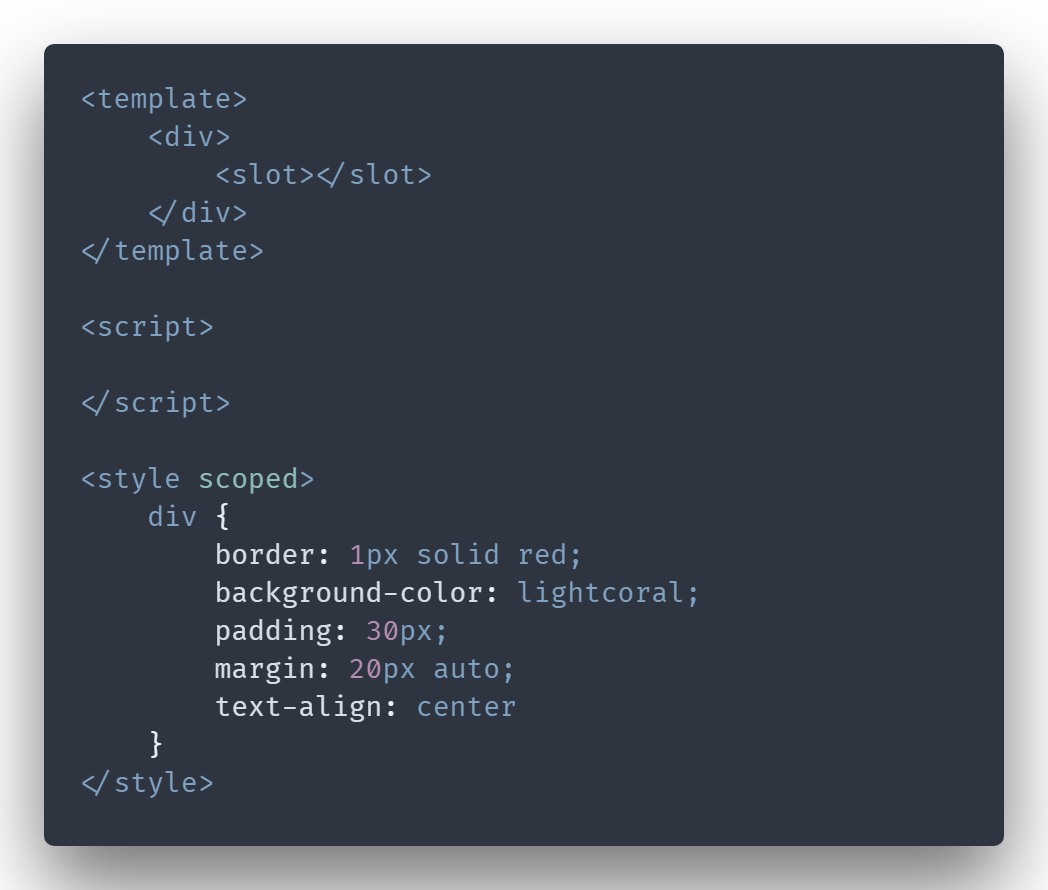 <template>
    <div>
        <slot></slot>
    </div>
</template>

<script>

</script>

<style scoped>
    div {
        border: 1px solid red;
        background-color: lightcoral;
        padding: 30px;
        margin: 20px auto;
        text-align: center
    }
</style>